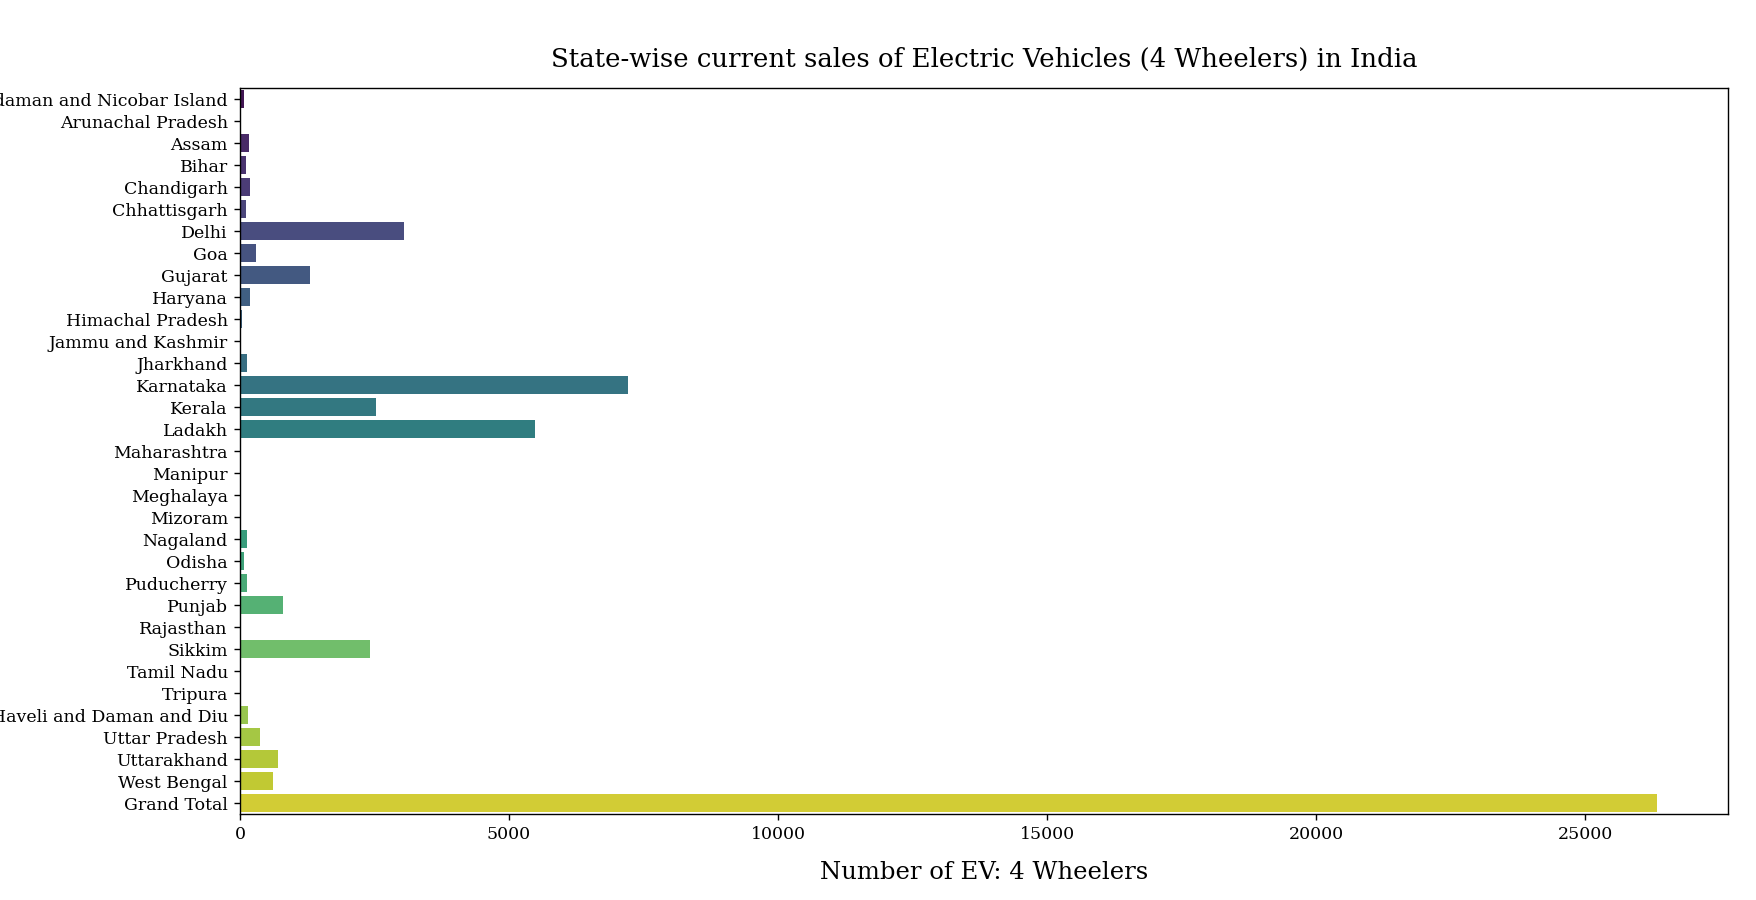 State-wise current sales of Electric Vehicles (4 Wheelers) in India
daman and Nicobar Island
Arunachal Pradesh
Assam
Bihar
Chandigarh
Chhattisgarh
Delhi
Goa
Gujarat
Haryana
Himachal Pradesh
Jammu and Kashmir
Jharkhand
Karnataka
Kerala
Ladakh
Maharashtra
Manipur
Meghalaya
Mizoram
Nagaland
Odisha
Puducherry
Punjab
Rajasthan
Sikkim
Tamil Nadu
Tripura
Haveli and Daman and Diu
Uttar Pradesh
Uttarakhand
West Bengal
Grand Total
0 5000 10000 15000 20000 25000
Number of EV: 4 Wheelers